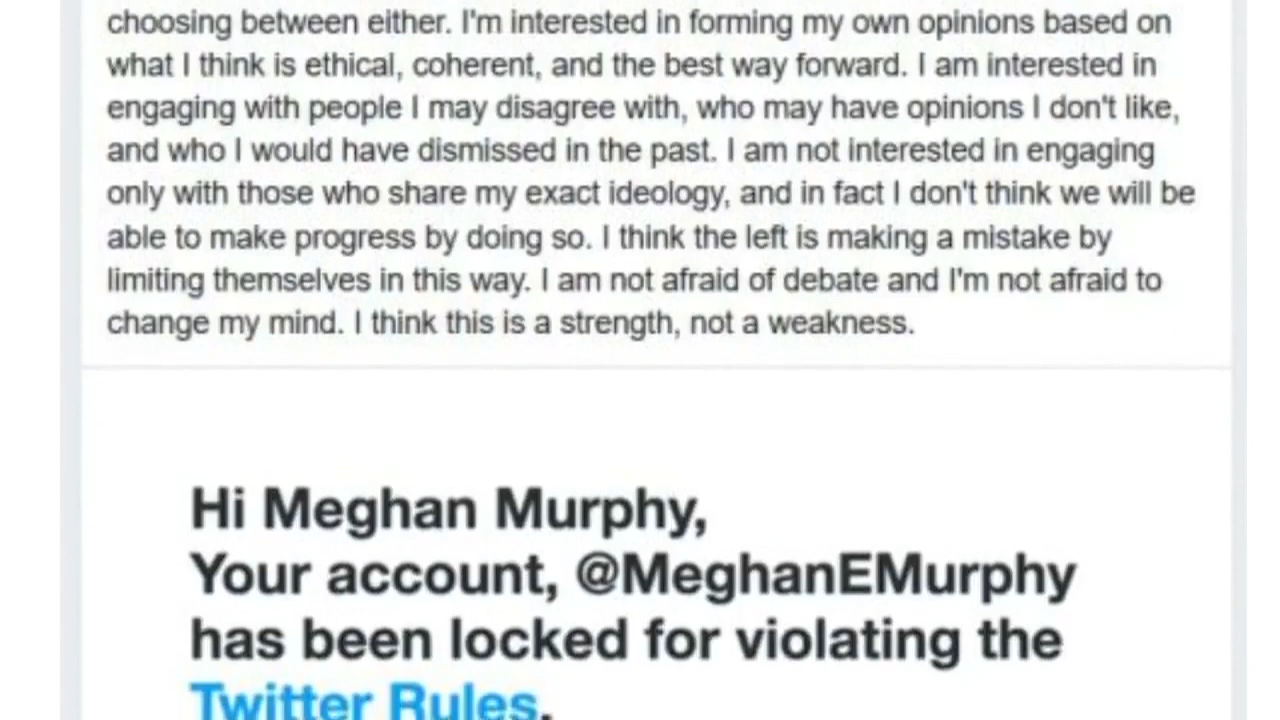 choosing between either. I'm interested in forming my own opinions based on
what I think is ethical, coherent, and the best way forward. I am interested in
engaging with people I may disagree with, who may have opinions I don't like,
and who I would have dismissed in the past. I am not interested in engaging
only with those who share my exact ideology, and in fact I don't think we will be
able to make progress by doing so. I think the left is making a mistake by
limiting themselves in this way. I am not afraid of debate and I'm not afraid to
change my mind. I think this is a strength, not a weakness.
Hi Meghan Murphy,
Your account, @MeghanEMurphy
has been locked for violating the
Twitter Rules.